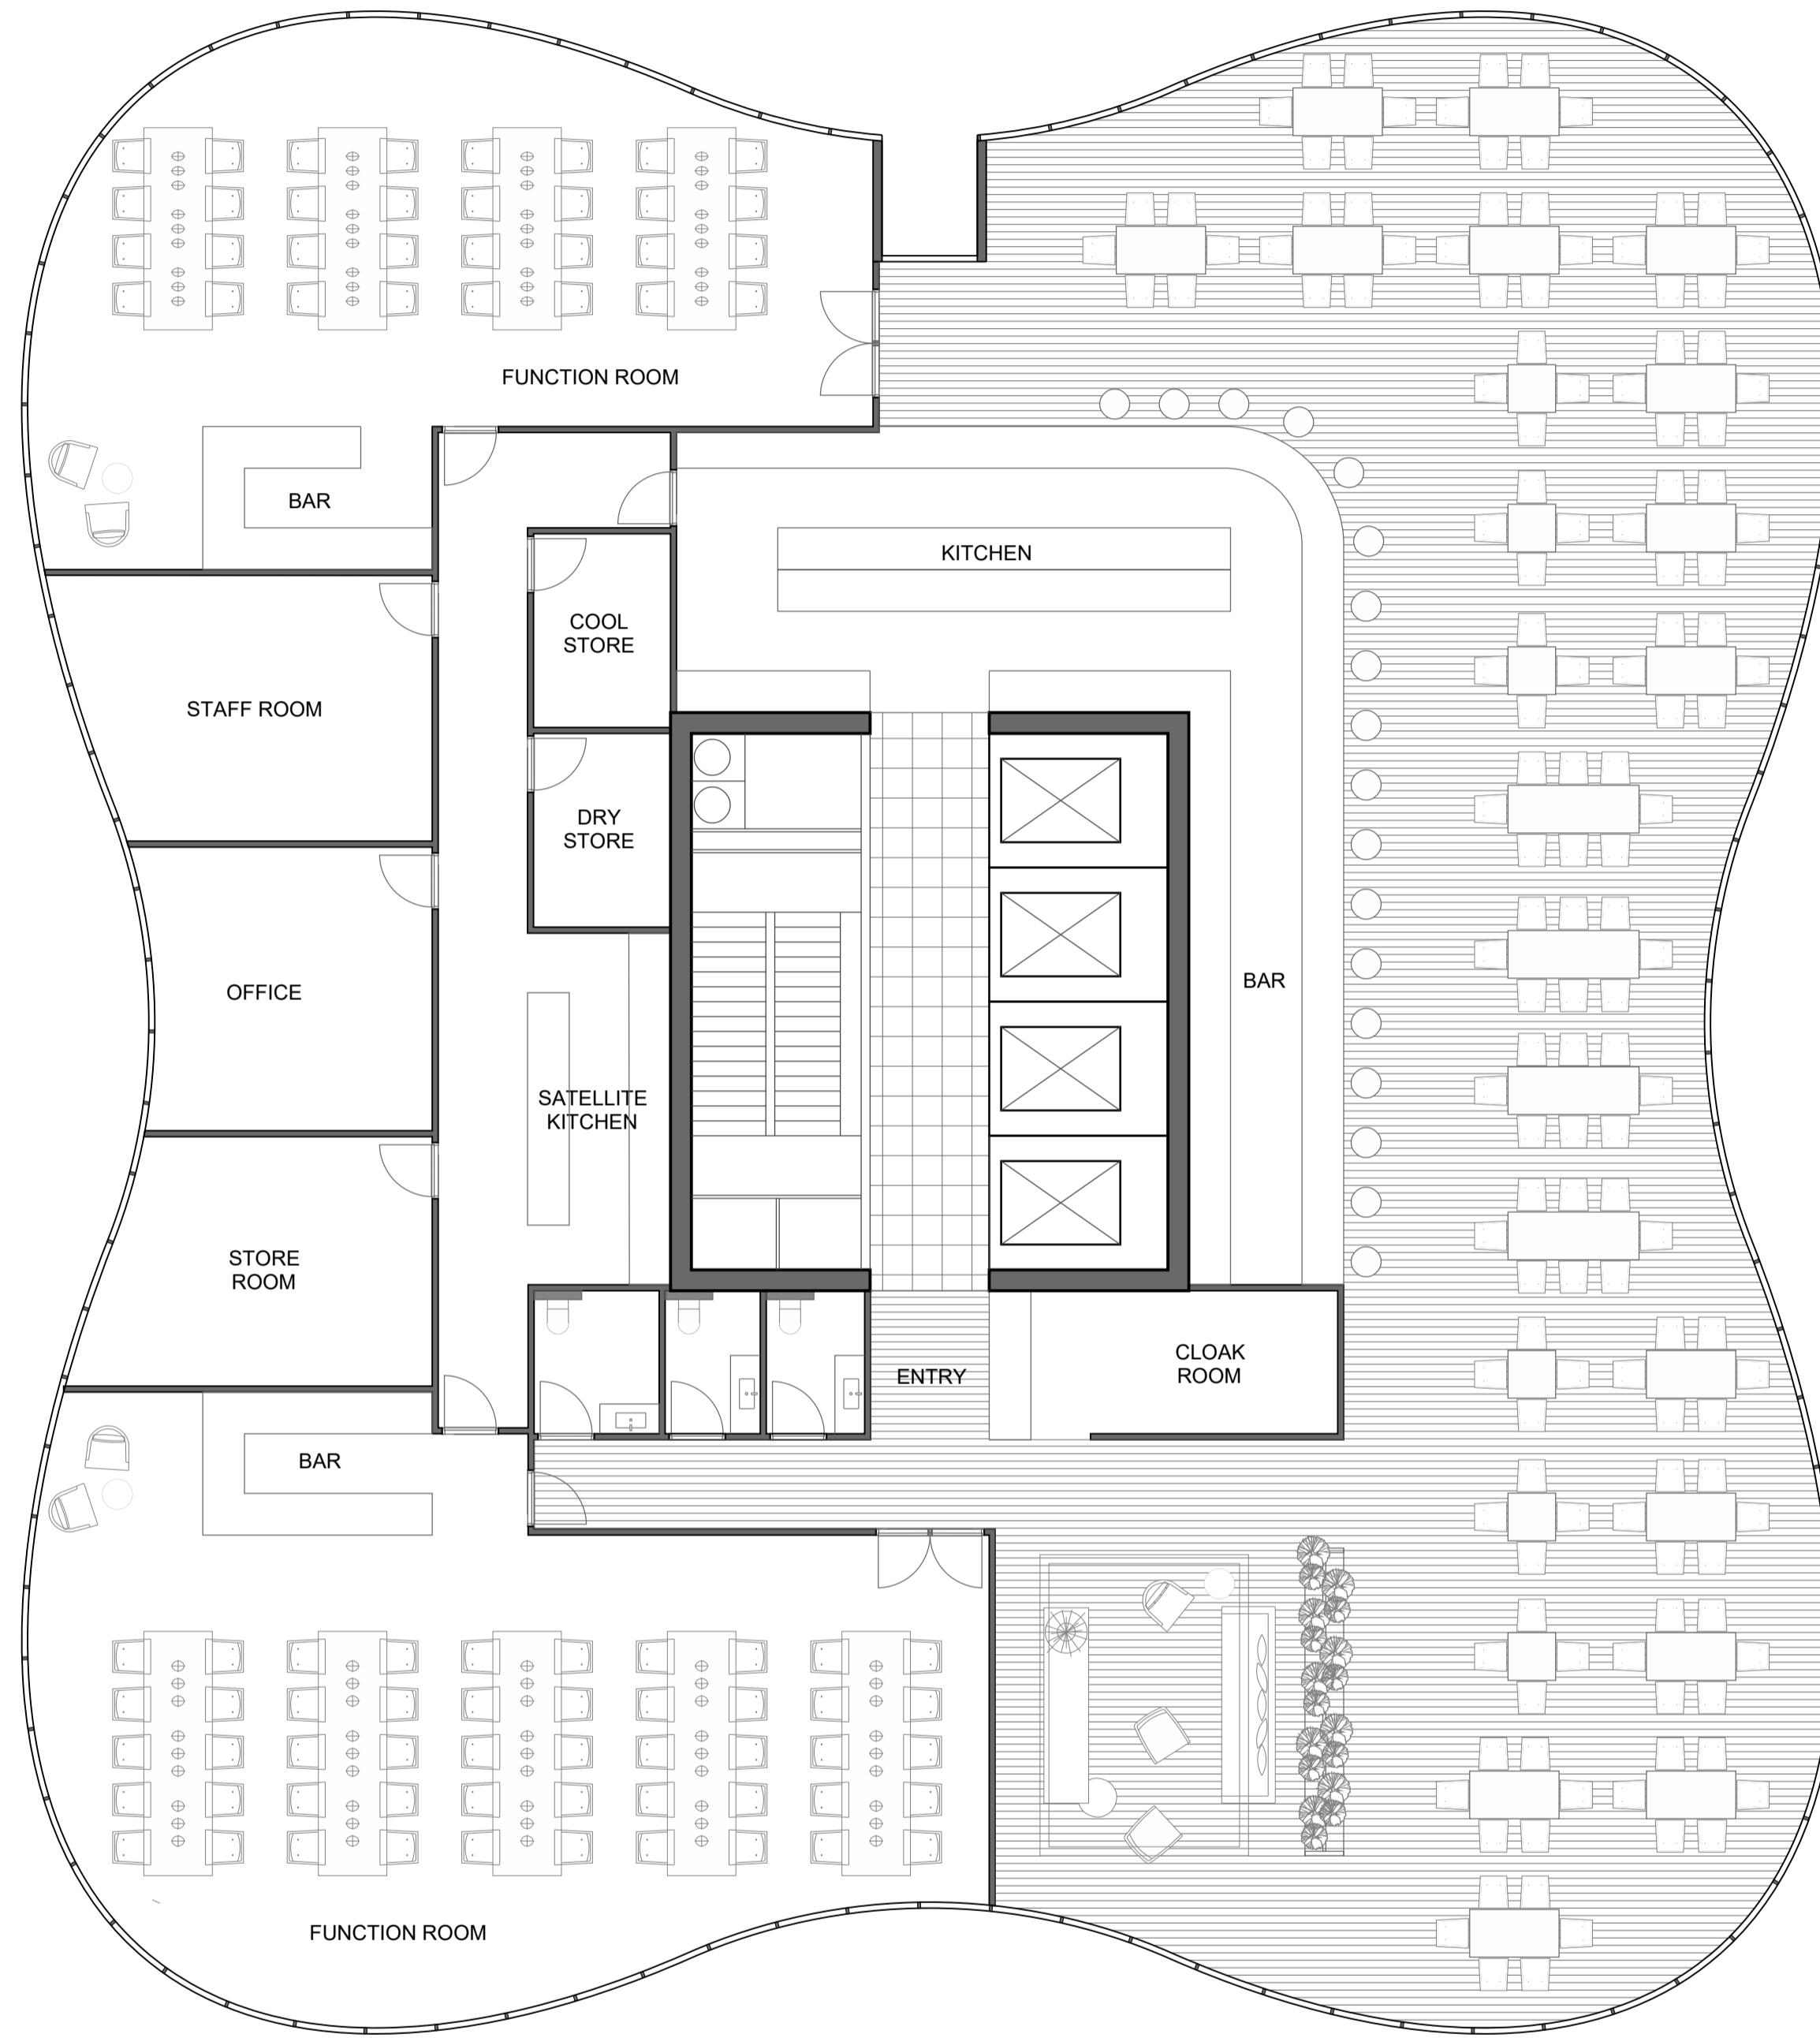 FUNCTION ROOM
BAR
KITCHEN
COOL
STORE
STAFF ROOM
DRY
STORE
OFFICE
BAR
SATELLITE
KITCHEN
STORE
ROOM
ENTRY
CLOAK
ROOM
BAR
FUNCTION ROOM